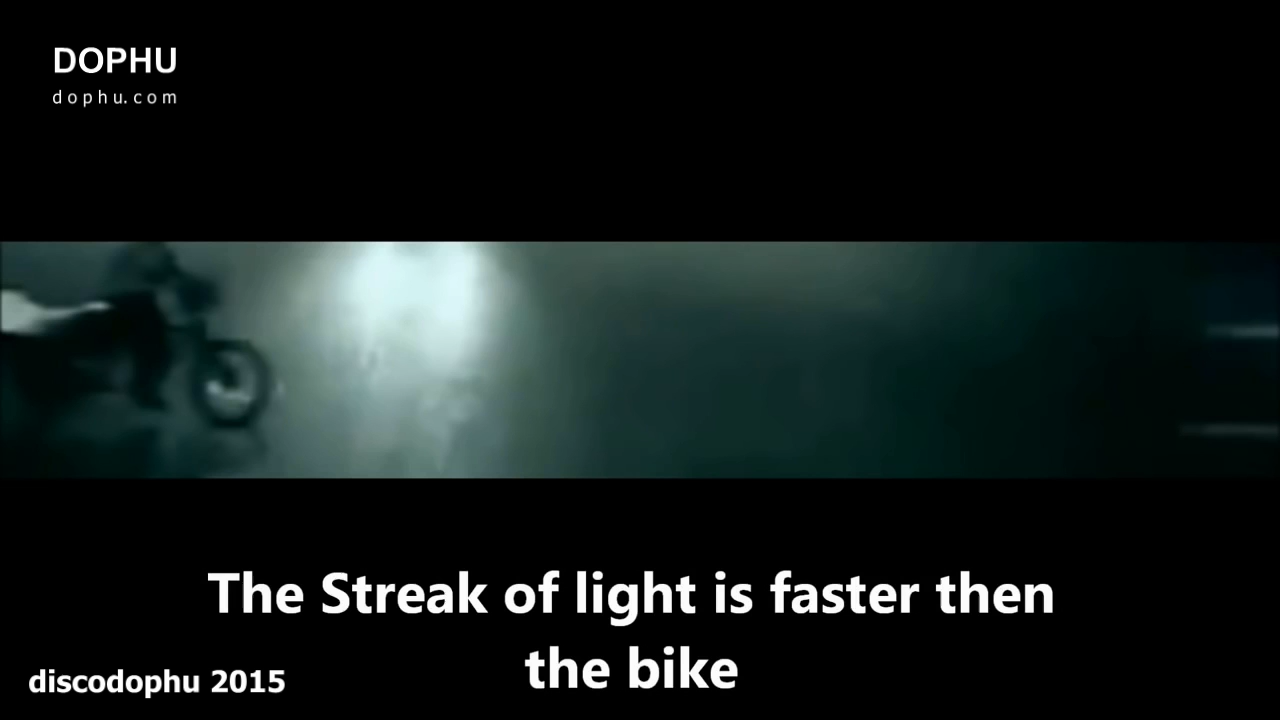 DOPHU
dophu.com
The Streak of light is faster then
the bike
discodophu 2015